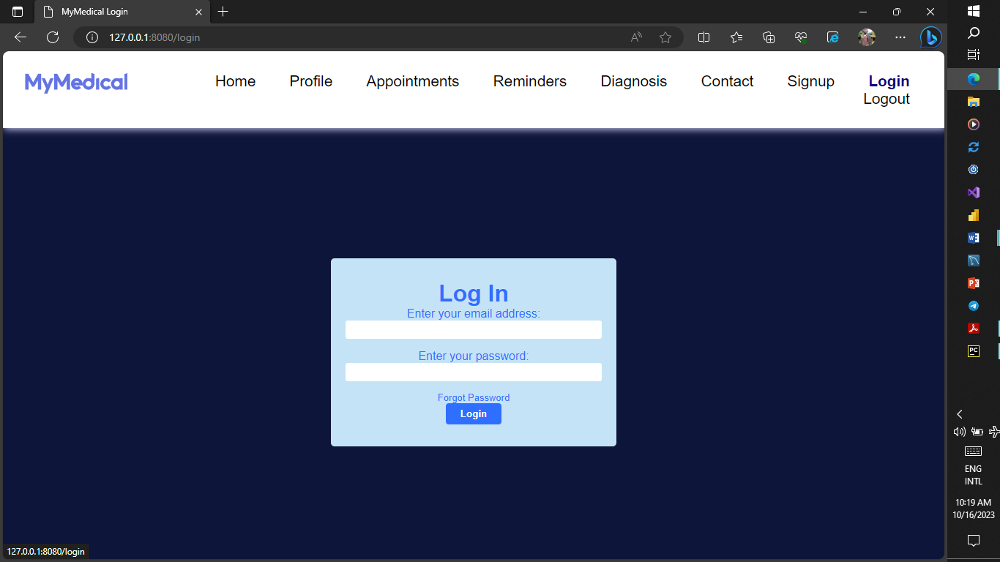 MyMedical Login
127.0.0.1:8080/login
MyMedical
Home Profile Appointments Reminders Diagnosis Contact Signup Login
Logout
Log In
Enter your email address:
Enter your password:
Forgot Password
Login
127.0.0.1:8080/login
W
P
PC
ENG
INTL
10:19 AM
10/16/2023